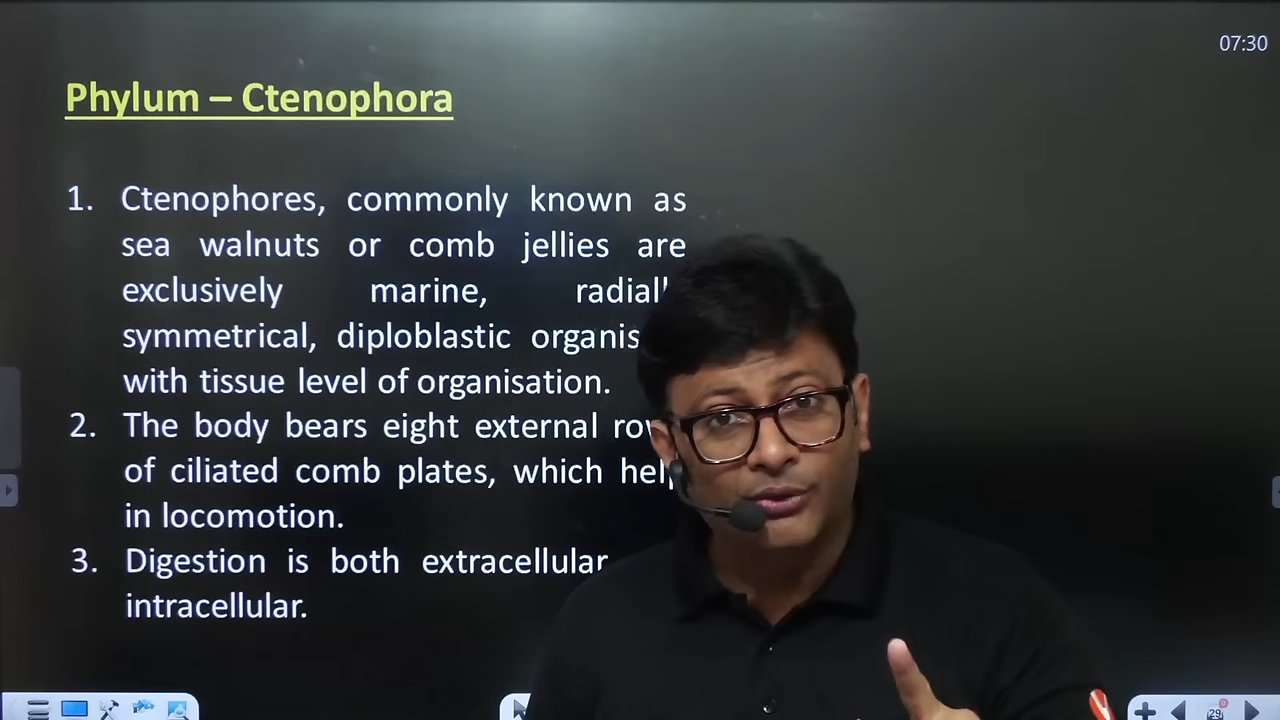 07:30
Phylum – Ctenophora
1. Ctenophores, commonly known as
sea walnuts or comb jellies are
exclusively marine,
symmetrical, diploblastic
with tissue level of organisation.
2. The body bears eight external
of ciliated comb plates, which
in locomotion.
3. Digestion is both extracellular
intracellular.
29